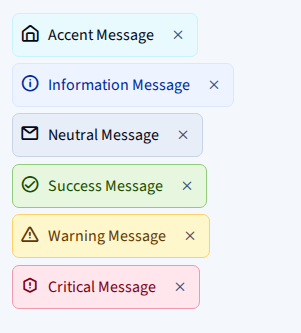 Accent Message
Information Message
Neutral Message
Success Message
Warning Message
Critical Message